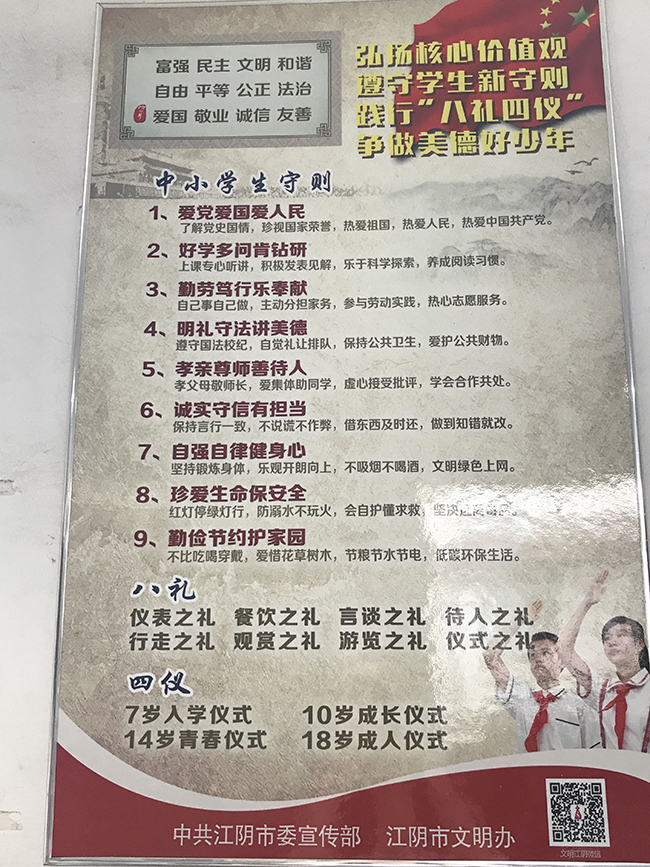 富强 民主 文明 和谐
自由 平等 公正 法治
爱国 敬业 诚信 友善
弘扬核心价值观
遵守学生新守则
践行“八礼四仪”
争做美德好少年
中小学生守则
1、爱党爱国爱人民
了解党史国情，珍视国家荣誉，热爱祖国，热爱人民，热爱中国共产党。
2、好学多问肯钻研
上课专心听讲，积极发表见解，乐于科学探索，养成阅读习惯。
3、勤劳笃行乐奉献
自己事自己做，主动分担家务，参与劳动实践，热心志愿服务。
4、明礼守法讲美德
遵守国法校纪，自觉礼让排队，保持公共卫生，爱护公共财物。
5、孝亲尊师善待人
孝父母敬师长，爱集体助同学，虚心接受批评，学会合作共处。
6、诚实守信有担当
保持言行一致，不说谎不作弊，借东西及时还，做到知错就改。
7、自强自律健身心
坚持锻炼身体，乐观开朗向上，不吸烟不喝酒，文明绿色上网。
8、珍爱生命保安全
红灯停绿灯行，防溺水不玩火，会自护懂求救，坚决远离毒品。
9、勤俭节约护家园
不比吃喝穿戴，爱惜花草树木，节粮节水节电，低碳环保生活。
八礼
仪表之礼 餐饮之礼 言谈之礼 待人之礼
行走之礼 观赏之礼 游览之礼 仪式之礼
四仪
7岁入学仪式 10岁成长仪式
14岁青春仪式 18岁成人仪式
中共江阴市委宣传部 江阴市文明办
文明江阴微信